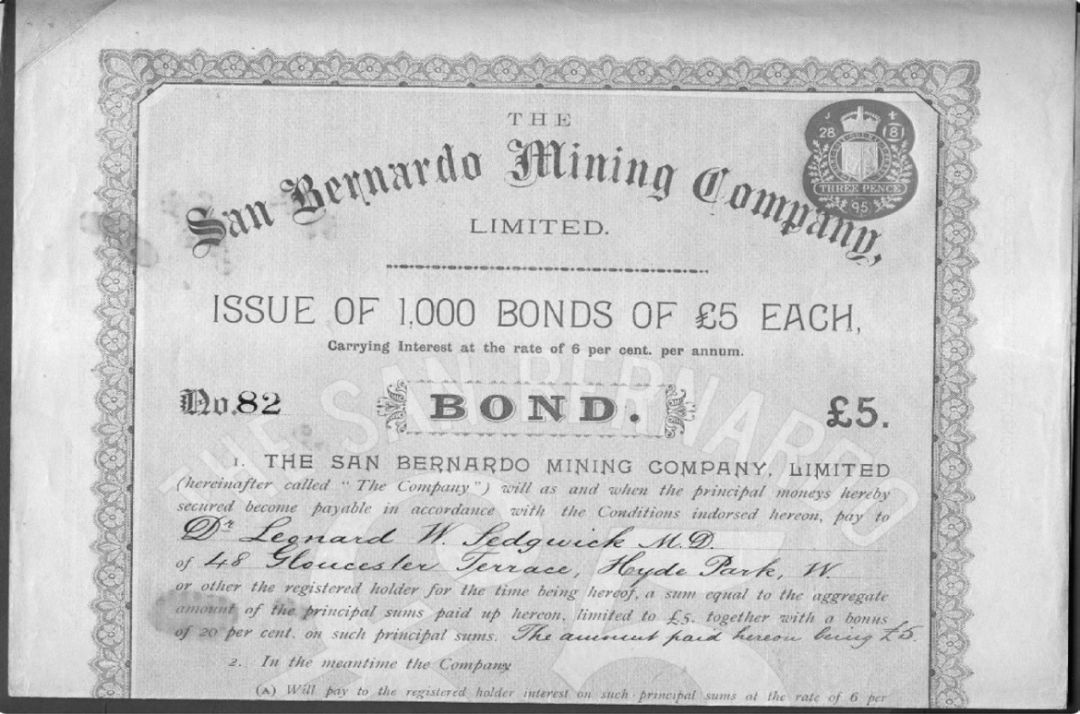 THE
San Bernardo Mining Company,
LIMITED.
28 (8)
THREE PENCE
95
ISSUE OF 1,000 BONDS OF £5 EACH,
Carrying Interest at the rate of 6 per cent. per annum.
No. 82 BOND. £5.
THE SAN BERNARDO
1. THE SAN BERNARDO MINING COMPANY, LIMITED
(hereinafter called "The Company") will as and when the principal moneys hereby
secured become payable in accordance with the Conditions indorsed hereon, pay to
Dr Leonard W. Sedgwick M.D.
of 48 Gloucester Terrace, Hyde Park, W.
or other the registered holder for the time being hereof, a sum equal to the aggregate
amount of the principal sums paid up hereon, limited to £5, together with a bonus
of 20 per cent. on such principal sums. The amount paid hereon being £5.
2. In the meantime the Company
(A) Will pay to the registered holder interest on such principal sums at the rate of 6 per